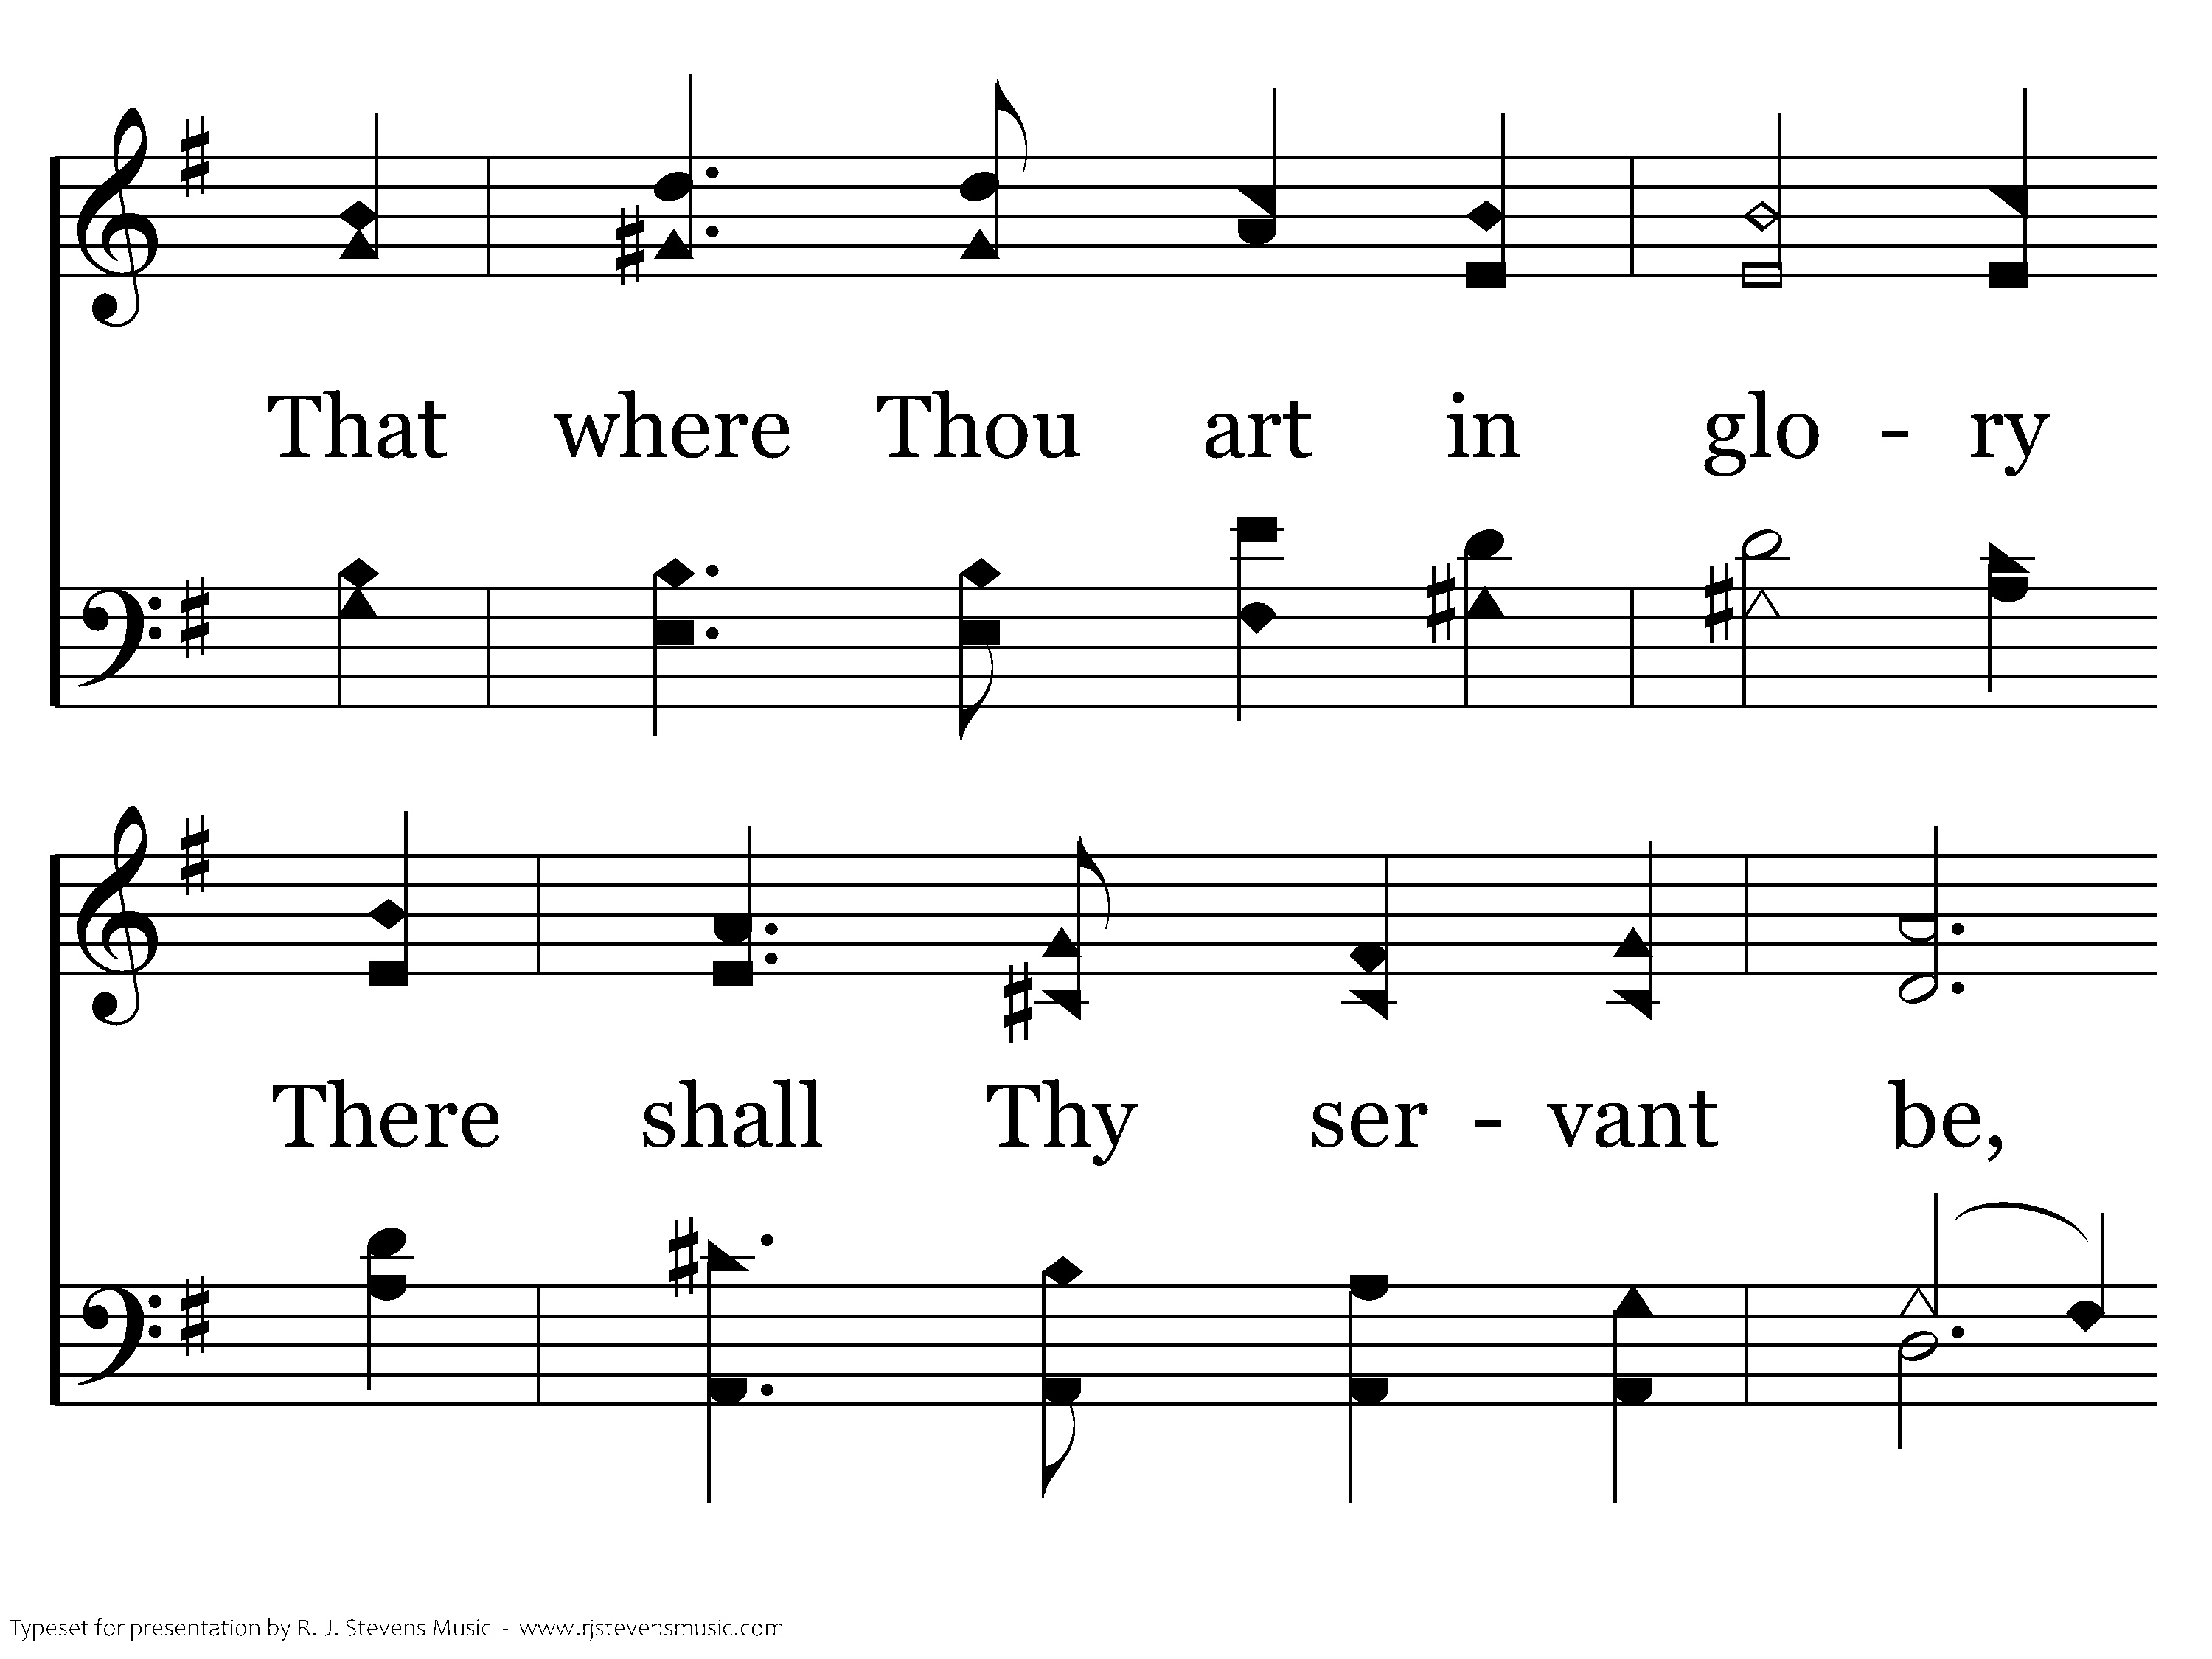 That where Thou art in glo - ry
There shall Thy ser - vant be,
Typeset for presentation by R. J. Stevens Music - www.rjstevensmusic.com